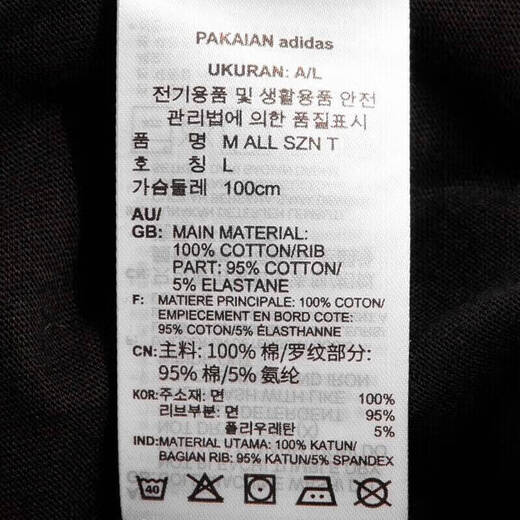 PAKAIAN adidas
UKURAN: A/L
전기용품 및 생활용품 안전
관리법에 의한 품질표시
품 명 M ALL SZN T
호 칭 L
가슴둘레 100cm
AU/
GB: MAIN MATERIAL:
100% COTTON/RIB
PART: 95% COTTON/
5% ELASTANE
F: MATIERE PRINCIPALE: 100% COTON/
EMPIECEMENT EN BORD COTE:
95% COTON/5% ÉLASTHANNE
CN: 主料: 100% 棉/罗纹部分:
95% 棉/5% 氨纶
KOR: 주소재: 면 100%
리브부분: 면 95%
폴리우레탄 5%
IND: MATERIAL UTAMA: 100% KATUN/
BAGIAN RIB: 95% KATUN/5% SPANDEX
40